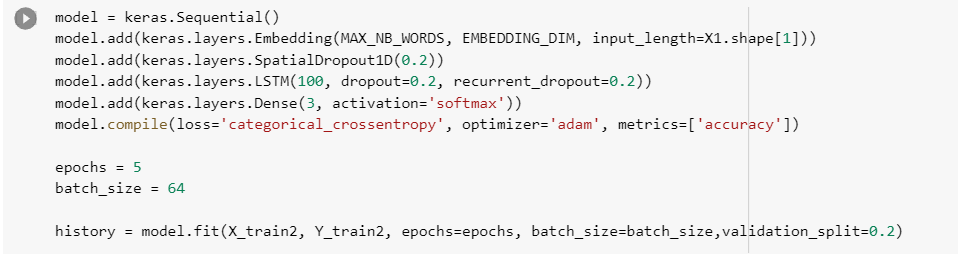 model = keras.Sequential()
model.add(keras.layers.Embedding(MAX_NB_WORDS, EMBEDDING_DIM, input_length=X1.shape[1]))
model.add(keras.layers.SpatialDropout1D(0.2))
model.add(keras.layers.LSTM(100, dropout=0.2, recurrent_dropout=0.2))
model.add(keras.layers.Dense(3, activation='softmax'))
model.compile(loss='categorical_crossentropy', optimizer='adam', metrics=['accuracy'])
epochs = 5
batch_size = 64
history = model.fit(X_train2, Y_train2, epochs=epochs, batch_size=batch_size,validation_split=0.2)